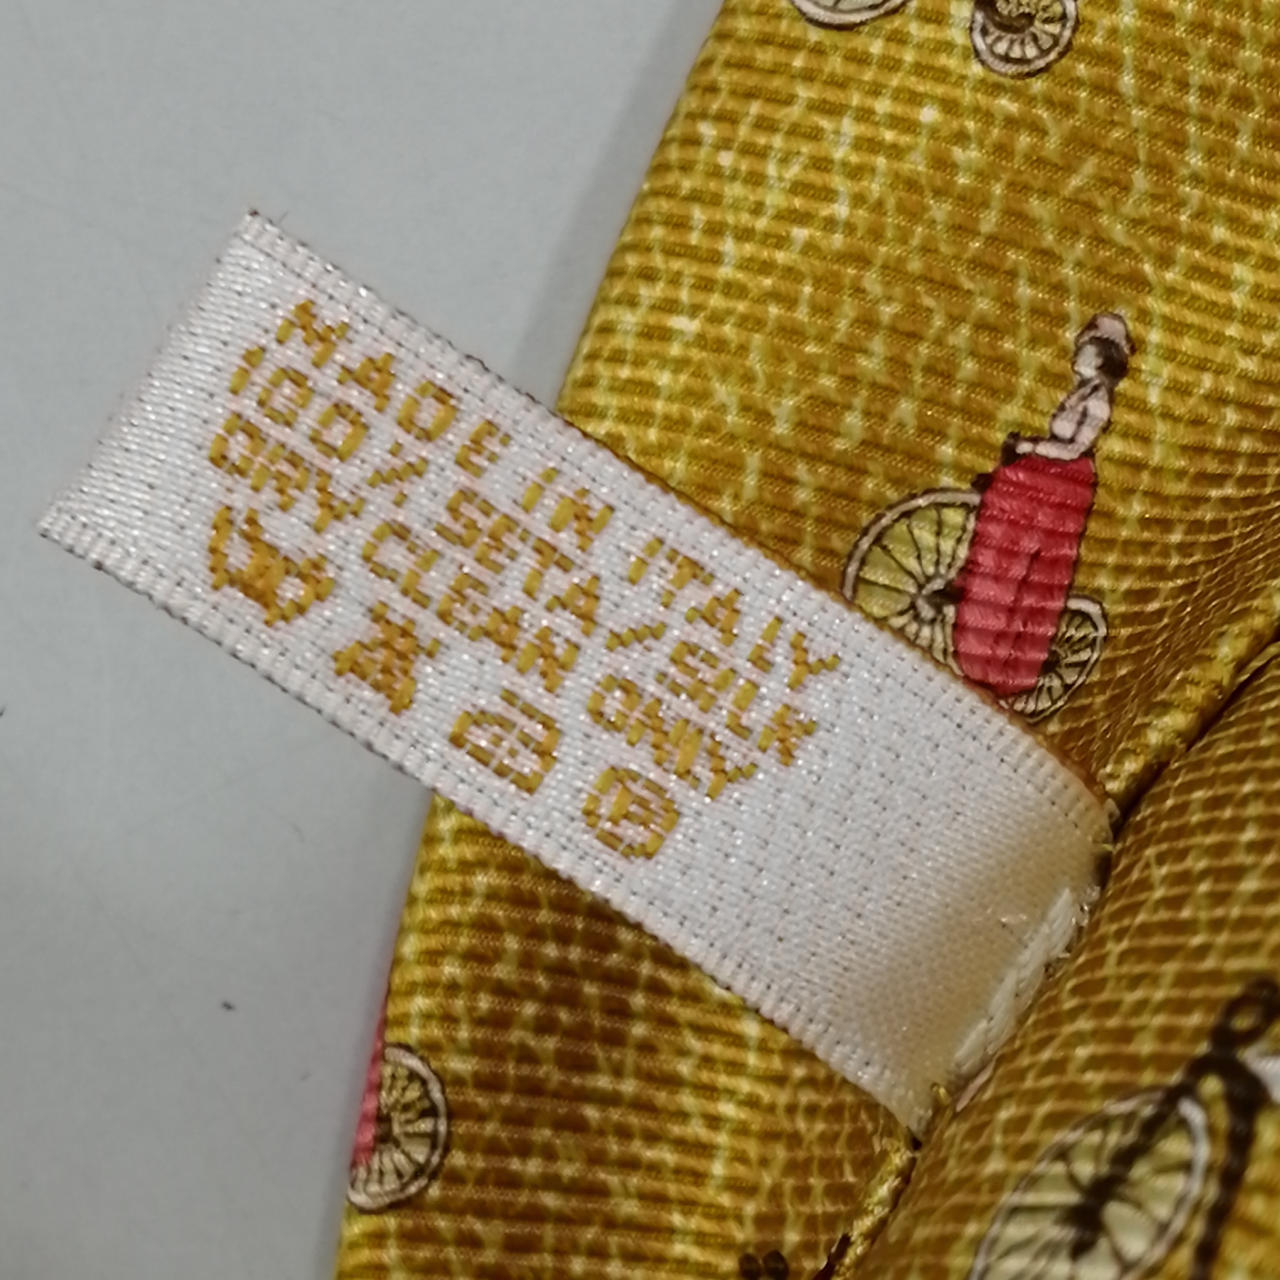 MADE IN ITALY
100% SETA/SILK
DRY CLEAN ONLY
P